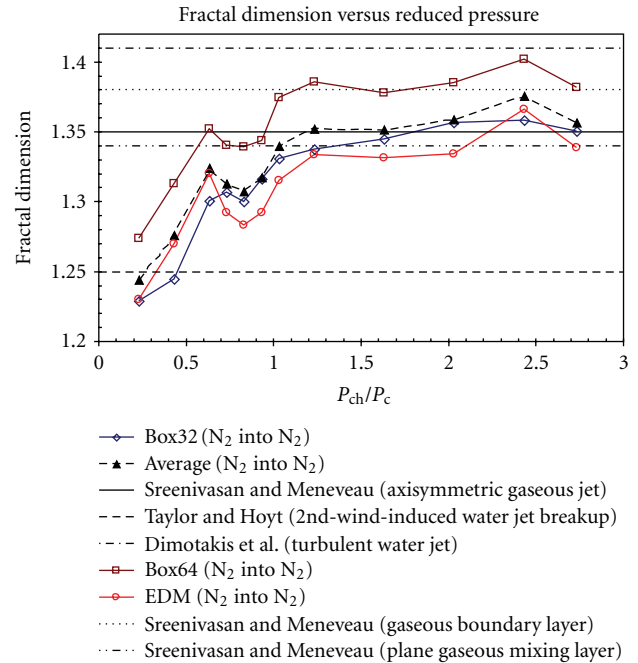 Fractal dimension versus reduced pressure
1.4
1.35
1.3
1.25
1.2
Fractal dimension
0 0.5 1 1.5 2 2.5 3
P_ch/P_c
Box32 (N₂ into N₂)
Average (N₂ into N₂)
Sreenivasan and Meneveau (axisymmetric gaseous jet)
Taylor and Hoyt (2nd-wind-induced water jet breakup)
Dimotakis et al. (turbulent water jet)
Box64 (N₂ into N₂)
EDM (N₂ into N₂)
Sreenivasan and Meneveau (gaseous boundary layer)
Sreenivasan and Meneveau (plane gaseous mixing layer)